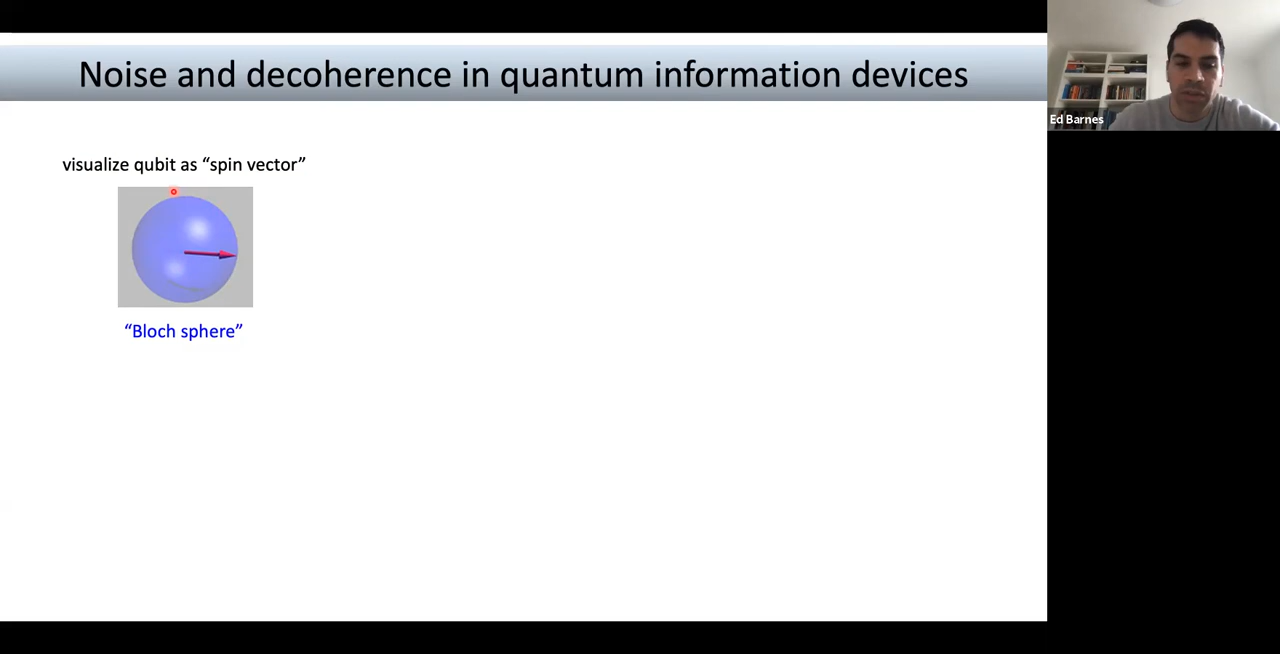 Noise and decoherence in quantum information devices
Ed Barnes
visualize qubit as “spin vector”
“Bloch sphere”